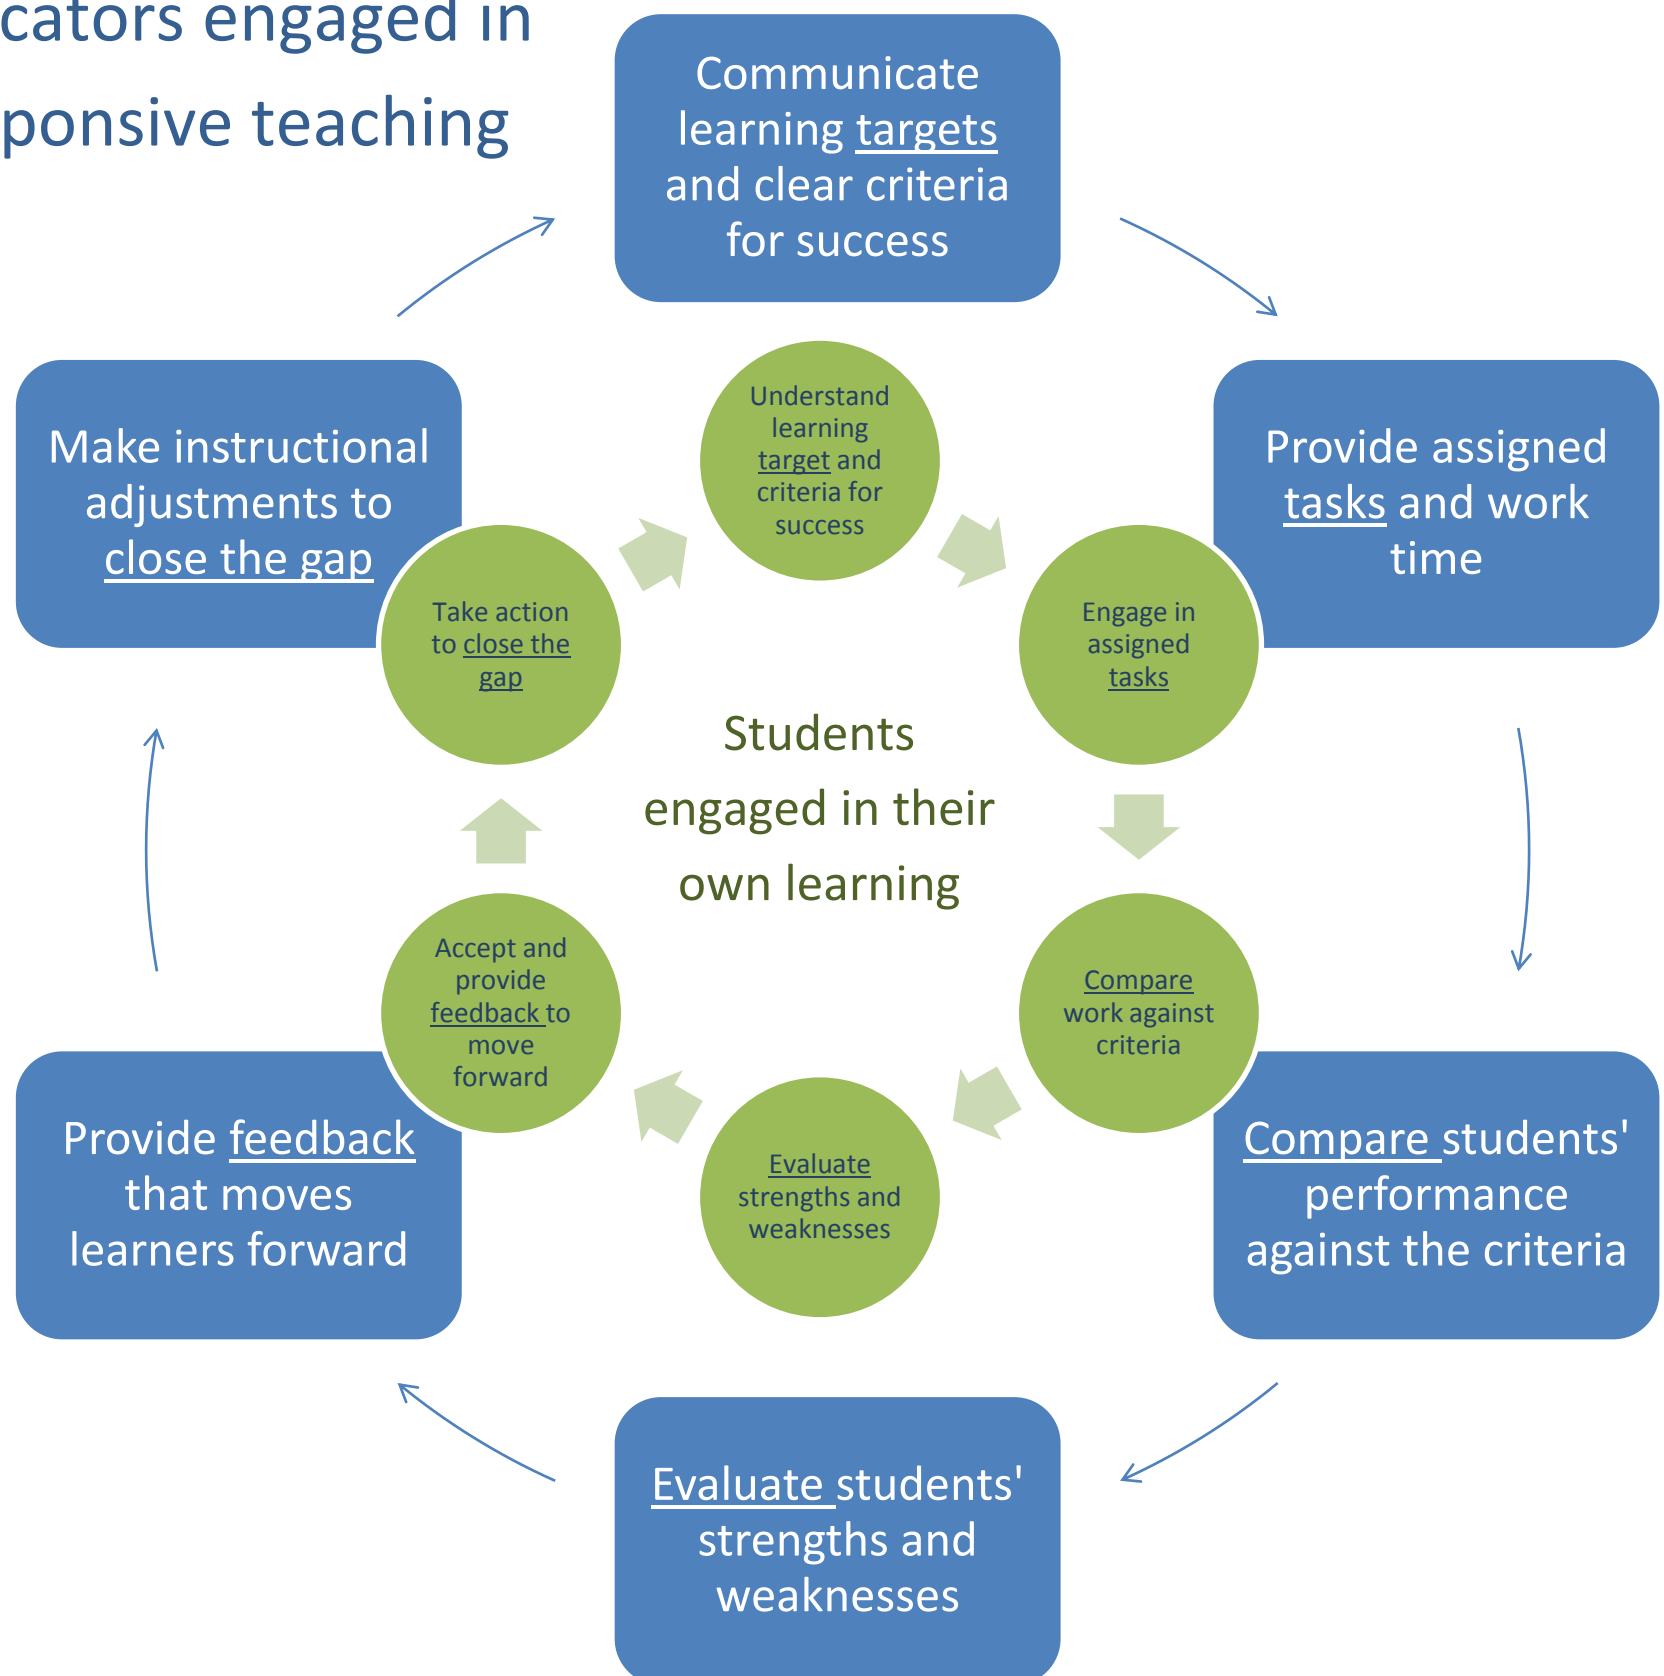 cators engaged in
ponsive teaching
Communicate
learning targets
and clear criteria
for success
Provide assigned
tasks and work
time
Compare students'
performance
against the criteria
Evaluate students'
strengths and
weaknesses
Provide feedback
that moves
learners forward
Make instructional
adjustments to
close the gap
Understand
learning
target and
criteria for
success
Engage in
assigned
tasks
Compare
work against
criteria
Evaluate
strengths and
weaknesses
Accept and
provide
feedback to
move
forward
Take action
to close the
gap
Students
engaged in their
own learning